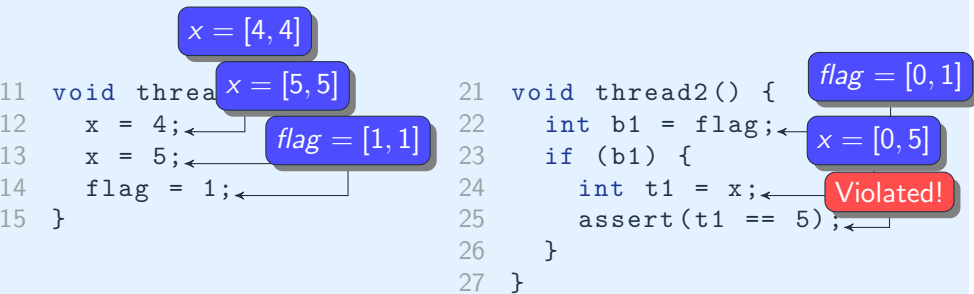 x = [4, 4]
11 void threa
x = [5, 5]
12 x = 4;
flag = [1, 1]
13 x = 5;
14 flag = 1;
15 }
flag = [0, 1]
21 void thread2() {
22 int b1 = flag;
x = [0, 5]
23 if (b1) {
24 int t1 = x;
Violated!
25 assert(t1 == 5);
26 }
27 }